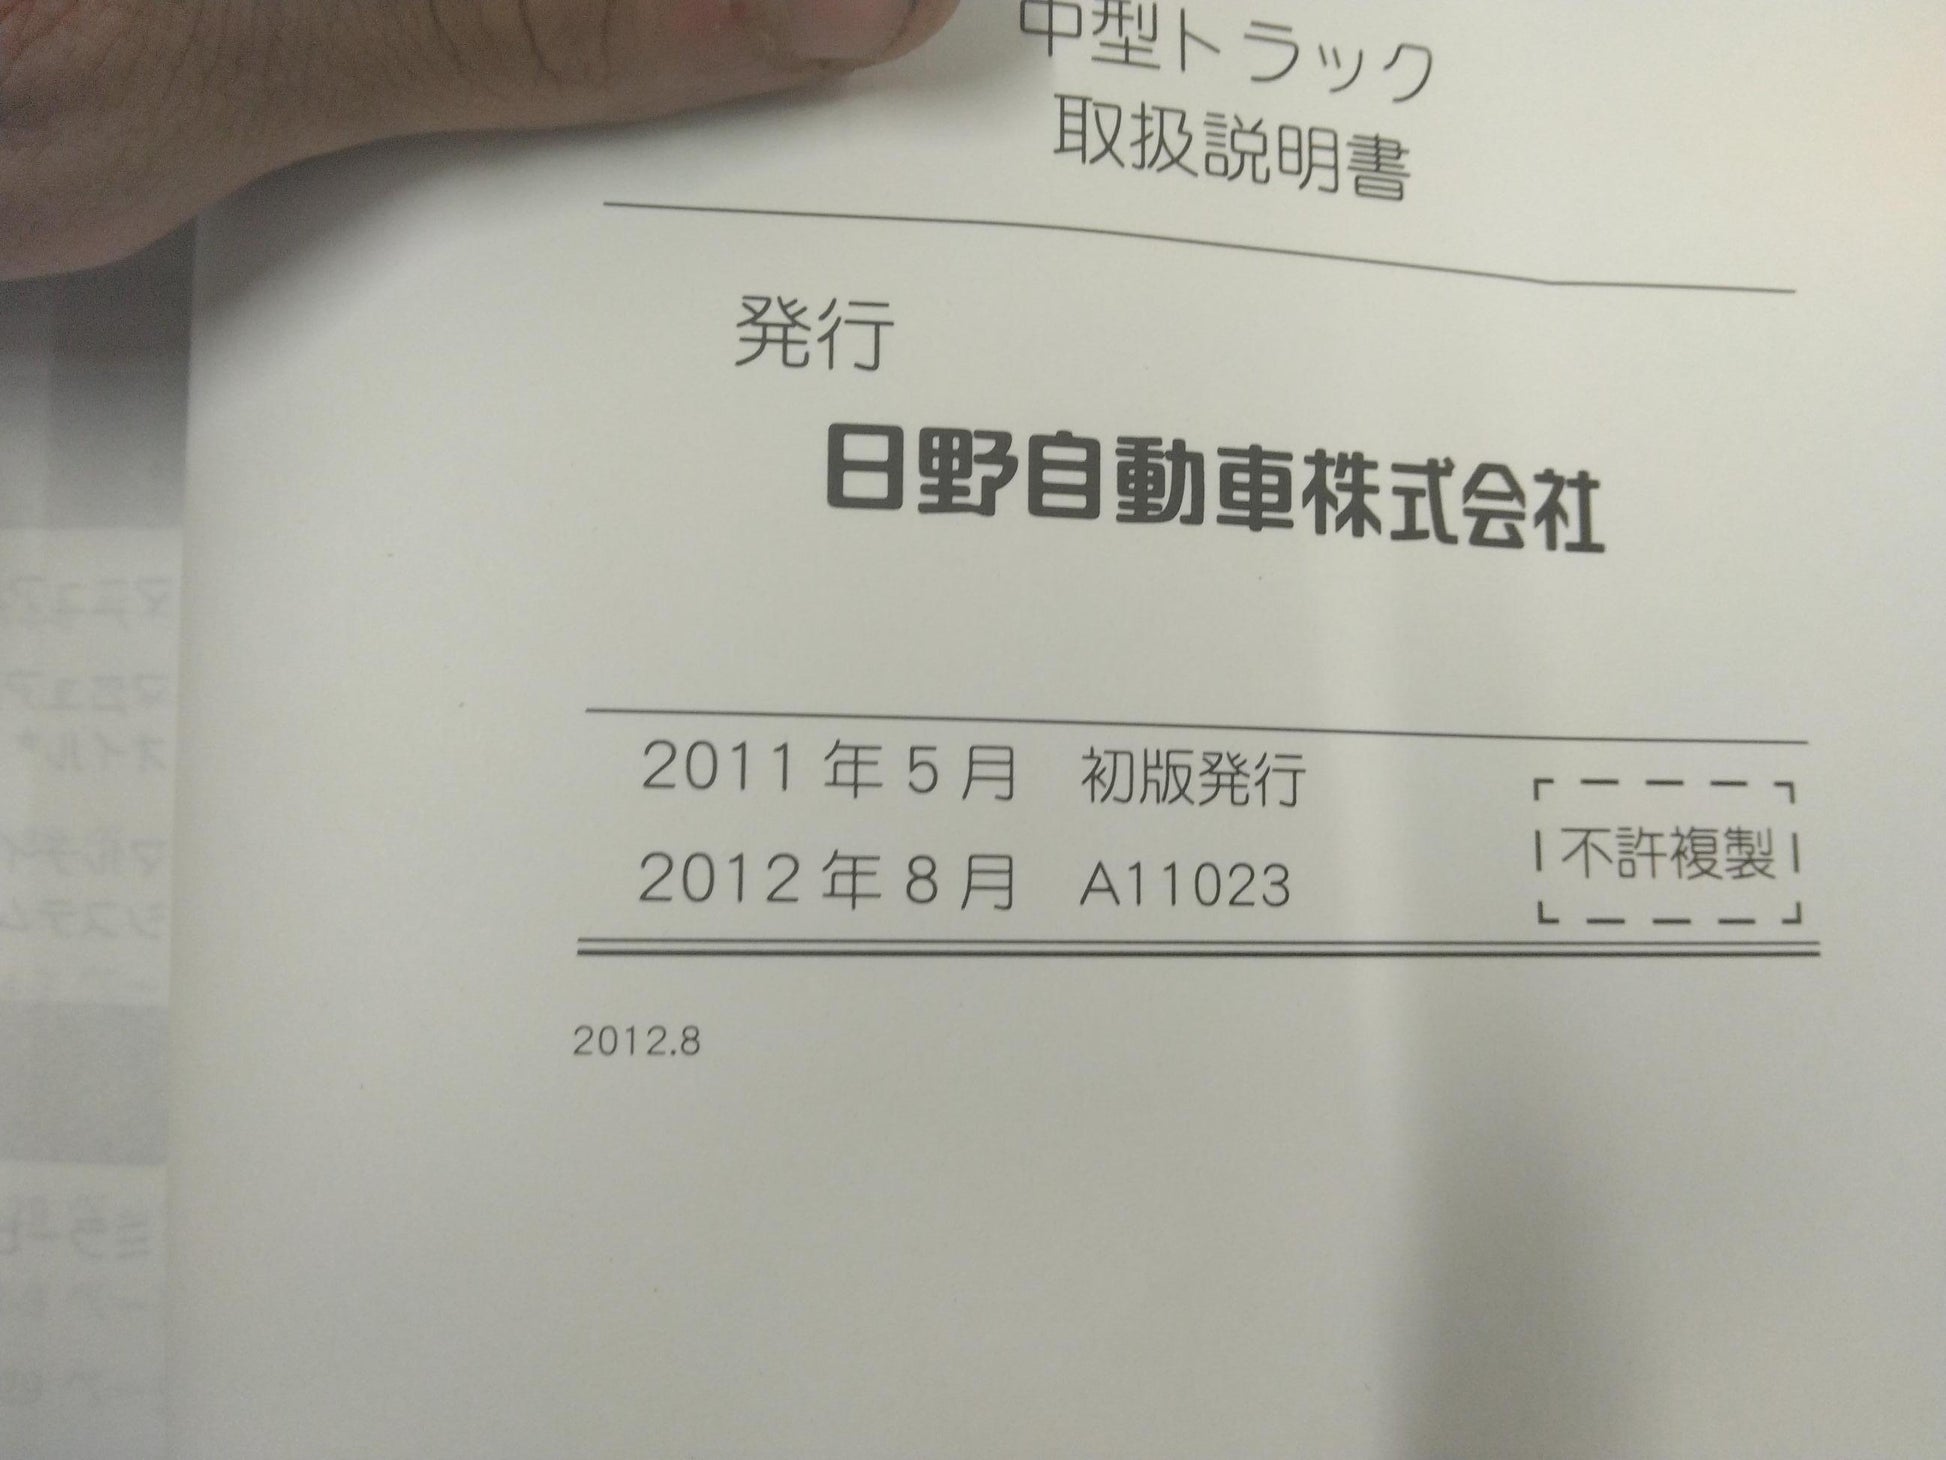 中型トラック
取扱説明書
発行
日野自動車株式会社
2011年5月 初版発行
2012年8月 A11023
不許複製
2012.8